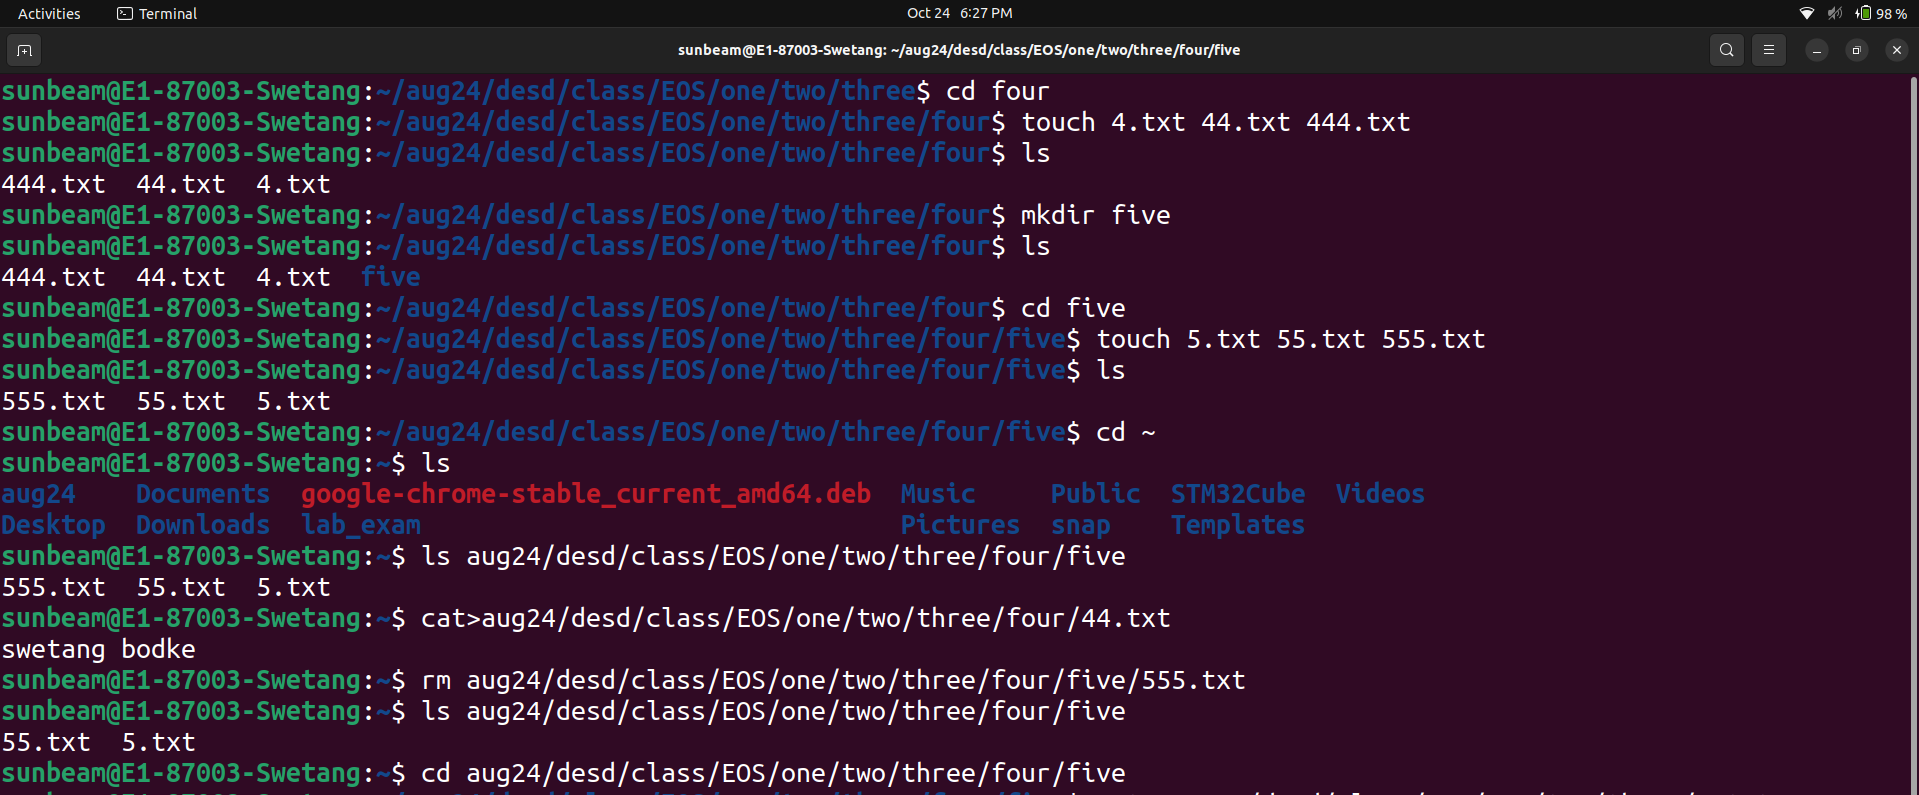 Activities Terminal Oct 24 6:27 PM 98 %
sunbeam@E1-87003-Swetang: ~/aug24/desd/class/EOS/one/two/three/four/five
sunbeam@E1-87003-Swetang:~/aug24/desd/class/EOS/one/two/three$ cd four
sunbeam@E1-87003-Swetang:~/aug24/desd/class/EOS/one/two/three/four$ touch 4.txt 44.txt 444.txt
sunbeam@E1-87003-Swetang:~/aug24/desd/class/EOS/one/two/three/four$ ls
444.txt  44.txt  4.txt
sunbeam@E1-87003-Swetang:~/aug24/desd/class/EOS/one/two/three/four$ mkdir five
sunbeam@E1-87003-Swetang:~/aug24/desd/class/EOS/one/two/three/four$ ls
444.txt  44.txt  4.txt  five
sunbeam@E1-87003-Swetang:~/aug24/desd/class/EOS/one/two/three/four$ cd five
sunbeam@E1-87003-Swetang:~/aug24/desd/class/EOS/one/two/three/four/five$ touch 5.txt 55.txt 555.txt
sunbeam@E1-87003-Swetang:~/aug24/desd/class/EOS/one/two/three/four/five$ ls
555.txt  55.txt  5.txt
sunbeam@E1-87003-Swetang:~/aug24/desd/class/EOS/one/two/three/four/five$ cd ~
sunbeam@E1-87003-Swetang:~$ ls
aug24    Documents  google-chrome-stable_current_amd64.deb  Music     Public  STM32Cube  Videos
Desktop  Downloads  lab_exam                                Pictures  snap    Templates
sunbeam@E1-87003-Swetang:~$ ls aug24/desd/class/EOS/one/two/three/four/five
555.txt  55.txt  5.txt
sunbeam@E1-87003-Swetang:~$ cat>aug24/desd/class/EOS/one/two/three/four/44.txt
swetang bodke
sunbeam@E1-87003-Swetang:~$ rm aug24/desd/class/EOS/one/two/three/four/five/555.txt
sunbeam@E1-87003-Swetang:~$ ls aug24/desd/class/EOS/one/two/three/four/five
55.txt  5.txt
sunbeam@E1-87003-Swetang:~$ cd aug24/desd/class/EOS/one/two/three/four/five